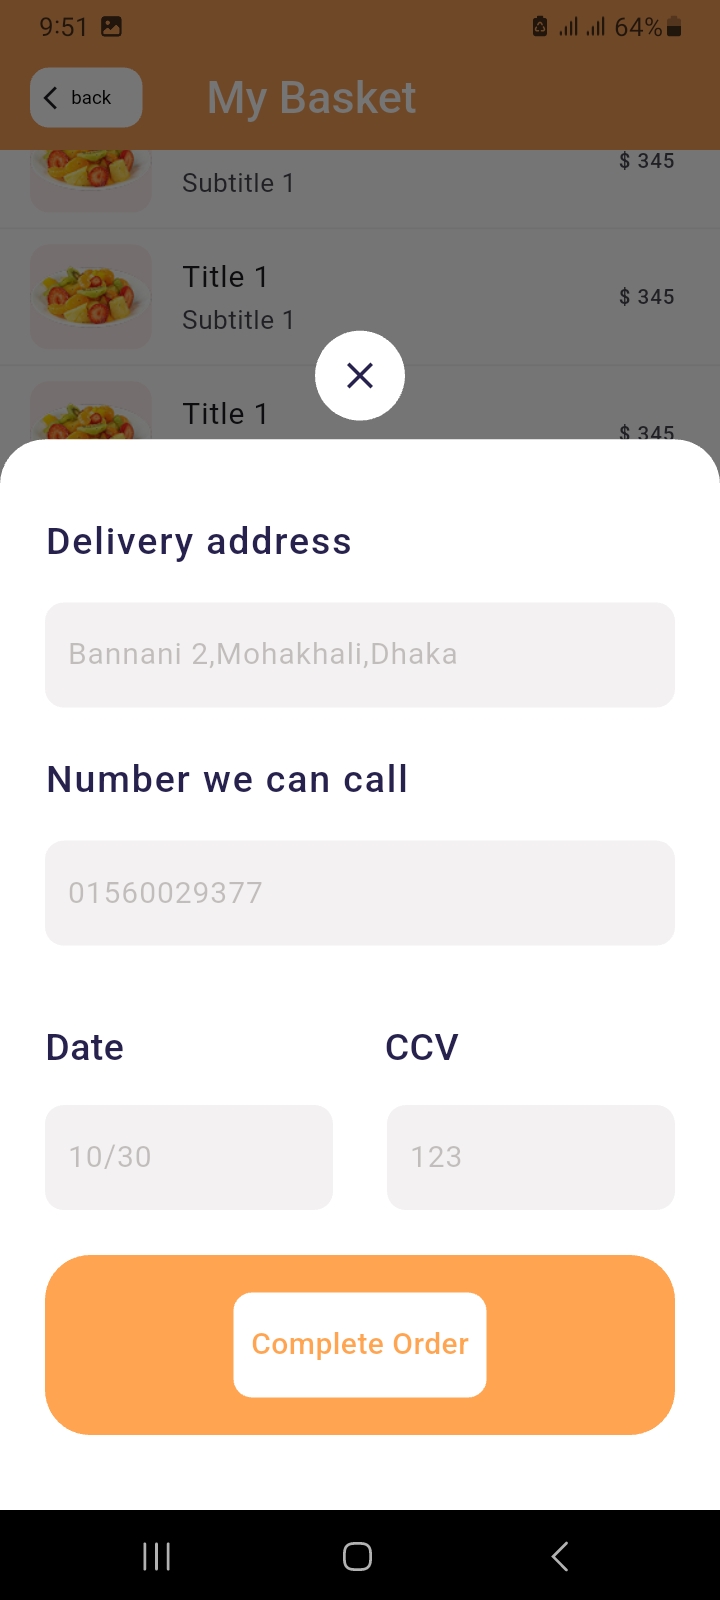 9:51 64%
back My Basket
$ 345
Subtitle 1
Title 1
$ 345
Subtitle 1
Title 1
$ 345
Delivery address
Bannani 2,Mohakhali,Dhaka
Number we can call
01560029377
Date CCV
10/30 123
Complete Order